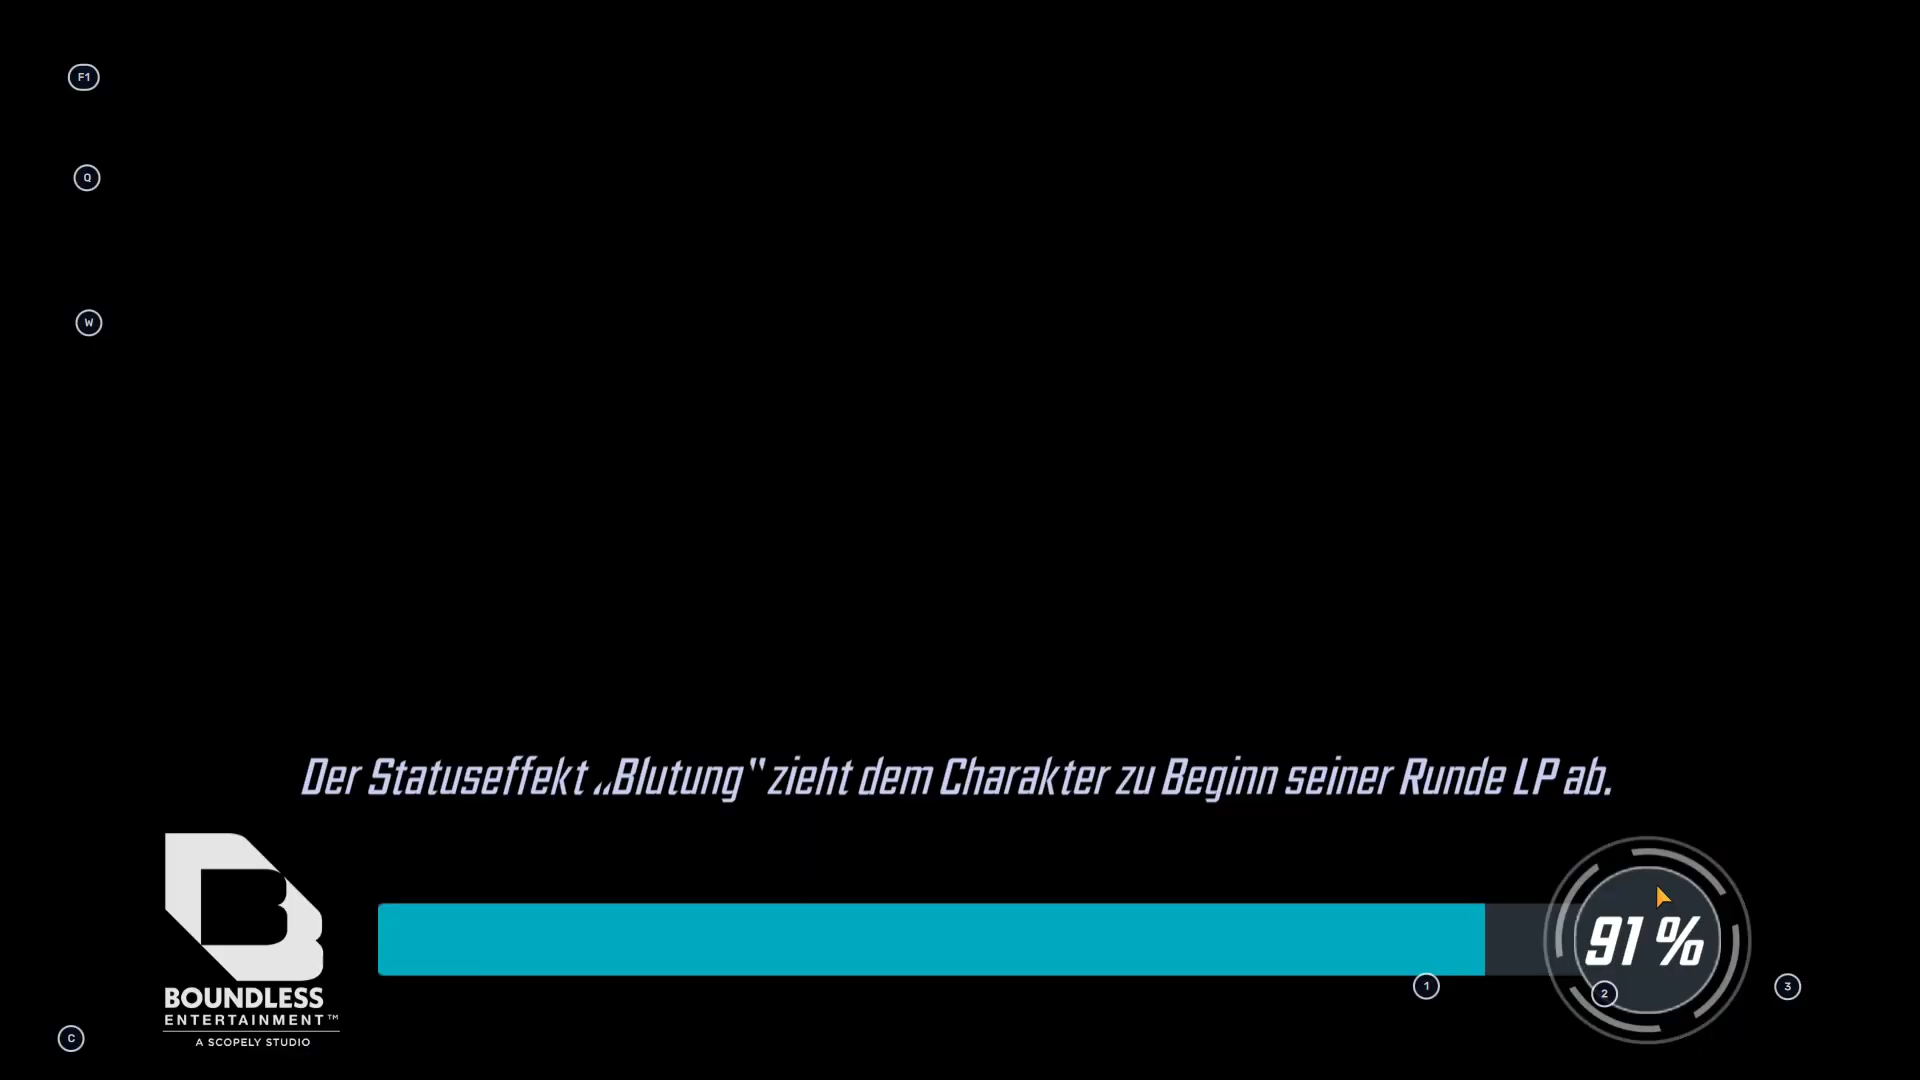 F1
Q
W
Der Statuseffekt „Blutung“ zieht dem Charakter zu Beginn seiner Runde LP ab.
91 %
1
2
3
BOUNDLESS
ENTERTAINMENT™
A SCOPELY STUDIO
C